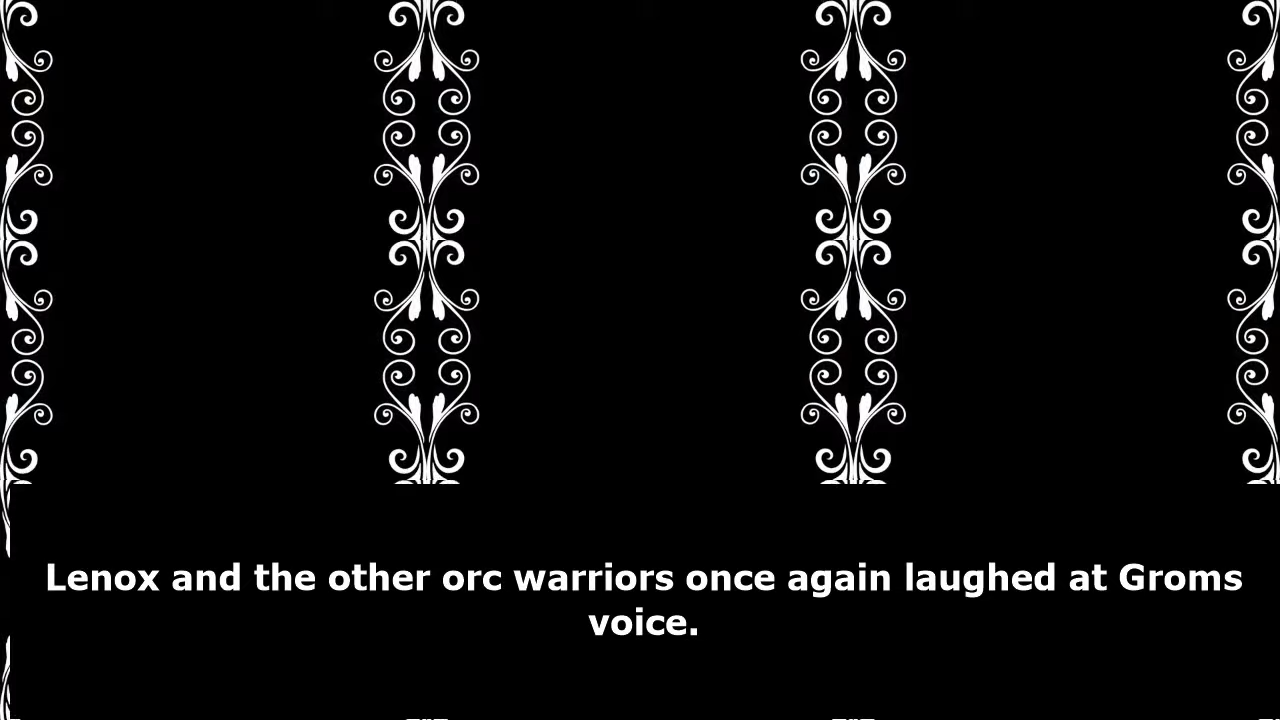 Lenox and the other orc warriors once again laughed at Groms
voice.